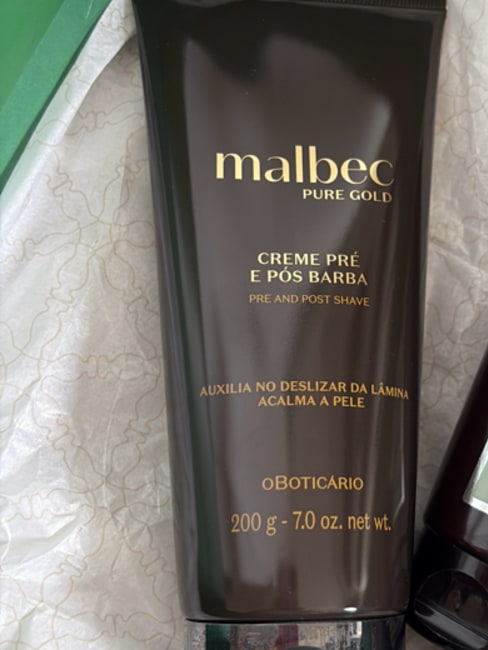 malbec
PURE GOLD
CREME PRÉ
E PÓS BARBA
PRE AND POST SHAVE
AUXILIA NO DESLIZAR DA LÂMINA
ACALMA A PELE
oBOTICÁRIO
200 g - 7.0 oz. net wt.